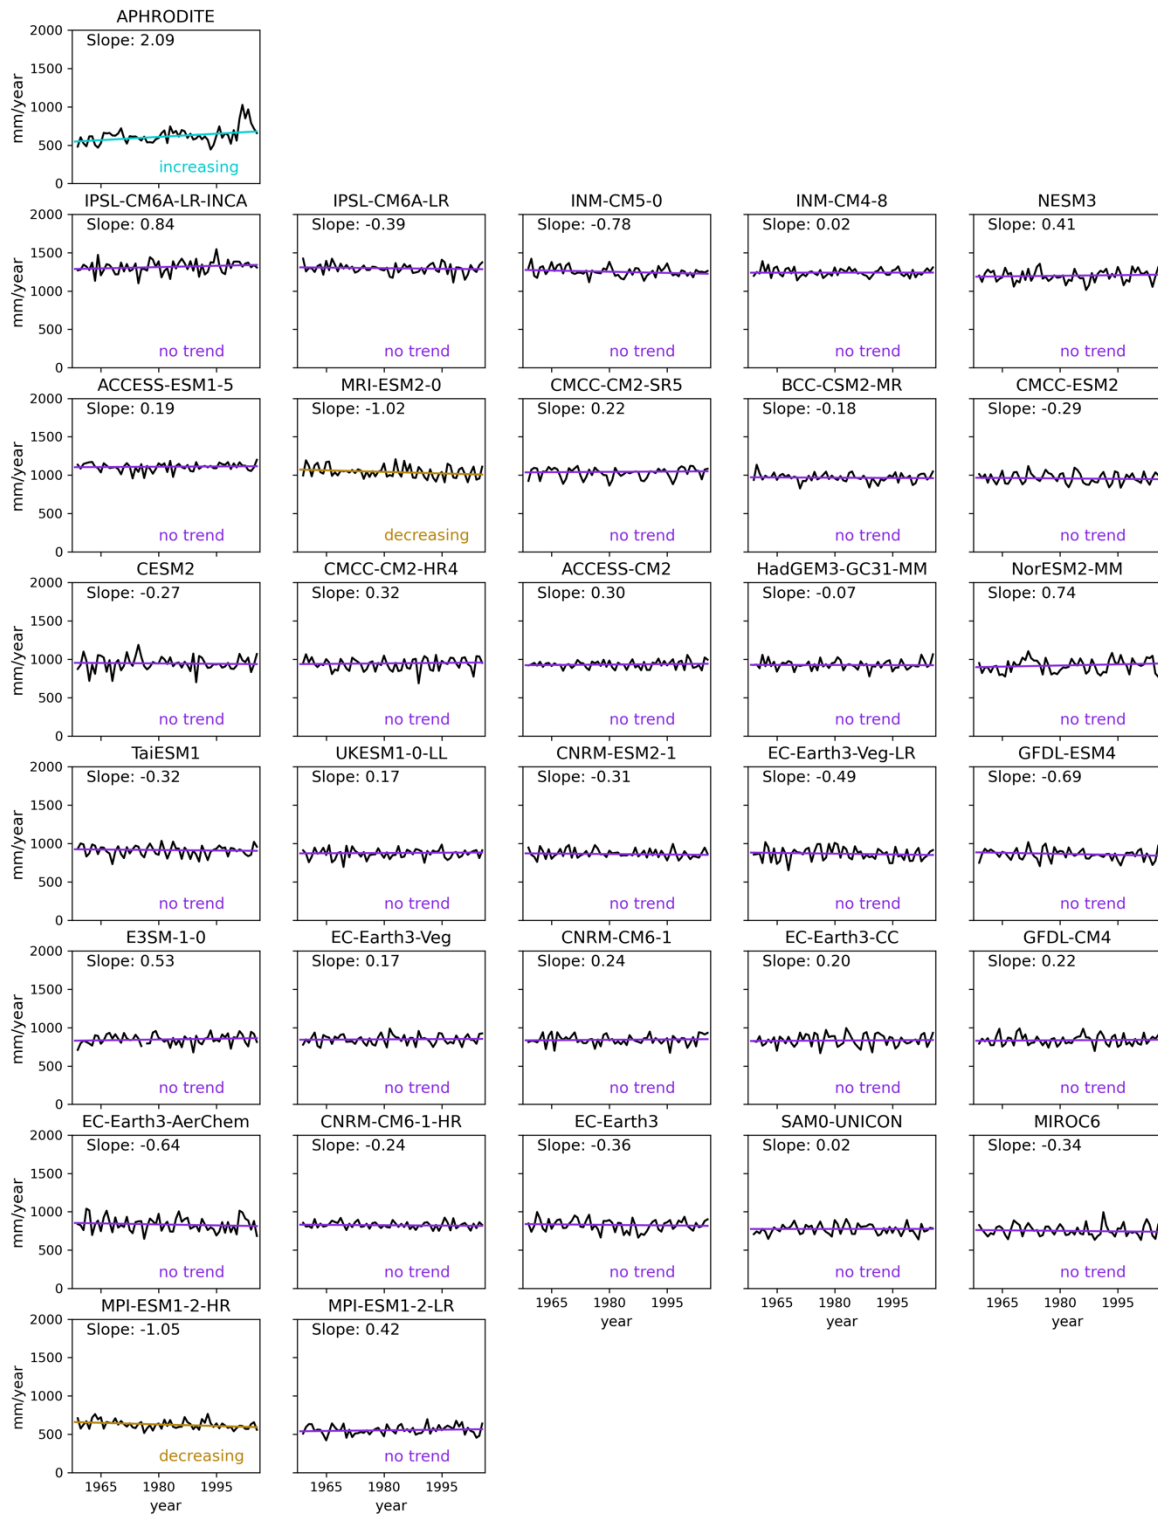 APHRODITE
Slope: 2.09
increasing
2000
1500
1000
500
0
mm/year
IPSL-CM6A-LR-INCA
Slope: 0.84
no trend
2000
1500
1000
500
0
mm/year
IPSL-CM6A-LR
Slope: -0.39
no trend
INM-CM5-0
Slope: -0.78
no trend
INM-CM4-8
Slope: 0.02
no trend
NESM3
Slope: 0.41
no trend
ACCESS-ESM1-5
Slope: 0.19
no trend
2000
1500
1000
500
0
mm/year
MRI-ESM2-0
Slope: -1.02
decreasing
CMCC-CM2-SR5
Slope: 0.22
no trend
BCC-CSM2-MR
Slope: -0.18
no trend
CMCC-ESM2
Slope: -0.29
no trend
CESM2
Slope: -0.27
no trend
2000
1500
1000
500
0
mm/year
CMCC-CM2-HR4
Slope: 0.32
no trend
ACCESS-CM2
Slope: 0.30
no trend
HadGEM3-GC31-MM
Slope: -0.07
no trend
NorESM2-MM
Slope: 0.74
no trend
TaiESM1
Slope: -0.32
no trend
2000
1500
1000
500
0
mm/year
UKESM1-0-LL
Slope: 0.17
no trend
CNRM-ESM2-1
Slope: -0.31
no trend
EC-Earth3-Veg-LR
Slope: -0.49
no trend
GFDL-ESM4
Slope: -0.69
no trend
E3SM-1-0
Slope: 0.53
no trend
2000
1500
1000
500
0
mm/year
EC-Earth3-Veg
Slope: 0.17
no trend
CNRM-CM6-1
Slope: 0.24
no trend
EC-Earth3-CC
Slope: 0.20
no trend
GFDL-CM4
Slope: 0.22
no trend
EC-Earth3-AerChem
Slope: -0.64
no trend
2000
1500
1000
500
0
mm/year
CNRM-CM6-1-HR
Slope: -0.24
no trend
EC-Earth3
Slope: -0.36
no trend
1965 1980 1995
year
SAM0-UNICON
Slope: 0.02
no trend
1965 1980 1995
year
MIROC6
Slope: -0.34
no trend
1965 1980 1995
year
MPI-ESM1-2-HR
Slope: -1.05
decreasing
2000
1500
1000
500
0
mm/year
1965 1980 1995
year
MPI-ESM1-2-LR
Slope: 0.42
no trend
1965 1980 1995
year